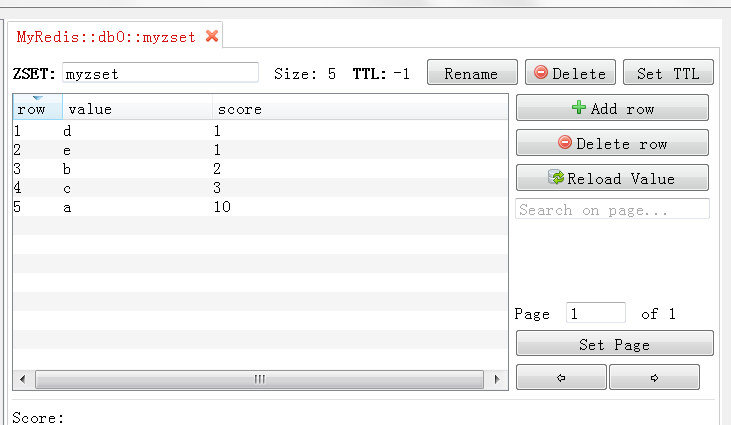 MyRedis::db0::myzset
ZSET: myzset Size: 5 TTL: -1 Rename Delete Set TTL
row value score
1 d 1
2 e 1
3 b 2
4 c 3
5 a 10
Add row
Delete row
Reload Value
Search on page...
Page 1 of 1
Set Page
Score: